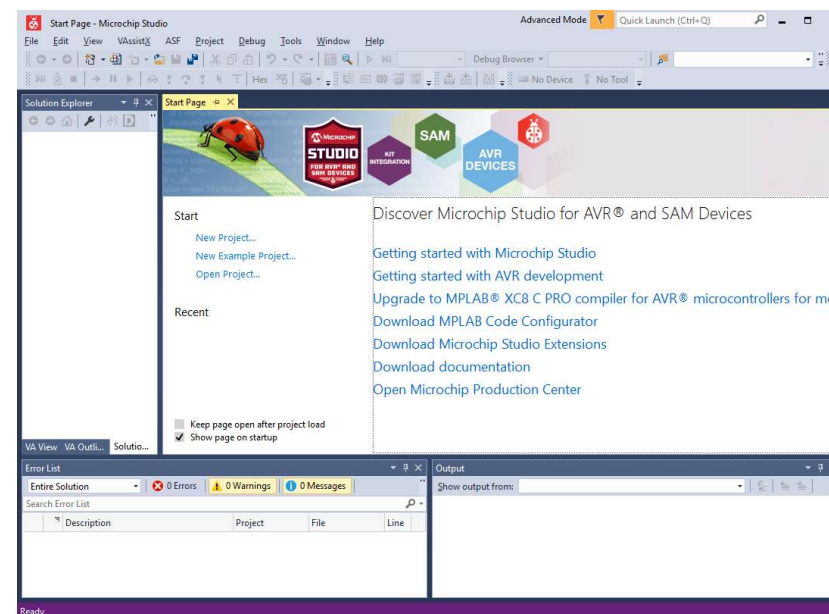 Start Page - Microchip Studio
Advanced Mode
Quick Launch (Ctrl+Q)
File Edit View VAssistX ASF Project Debug Tools Window Help
Debug Browser
Hex
No Device
No Tool
Solution Explorer
Start Page
MICROCHIP
STUDIO
FOR AVR® AND
SAM DEVICES
KIT
INTEGRATION
SAM
AVR
DEVICES
Start
New Project...
New Example Project...
Open Project...
Recent
Keep page open after project load
Show page on startup
Discover Microchip Studio for AVR® and SAM Devices
Getting started with Microchip Studio
Getting started with AVR development
Upgrade to MPLAB® XC8 C PRO compiler for AVR® microcontrollers for mo
Download MPLAB Code Configurator
Download Microchip Studio Extensions
Download documentation
Open Microchip Production Center
VA View VA Outli... Solutio...
Error List
Entire Solution
0 Errors
0 Warnings
0 Messages
Search Error List
Description Project File Line
Output
Show output from:
Ready